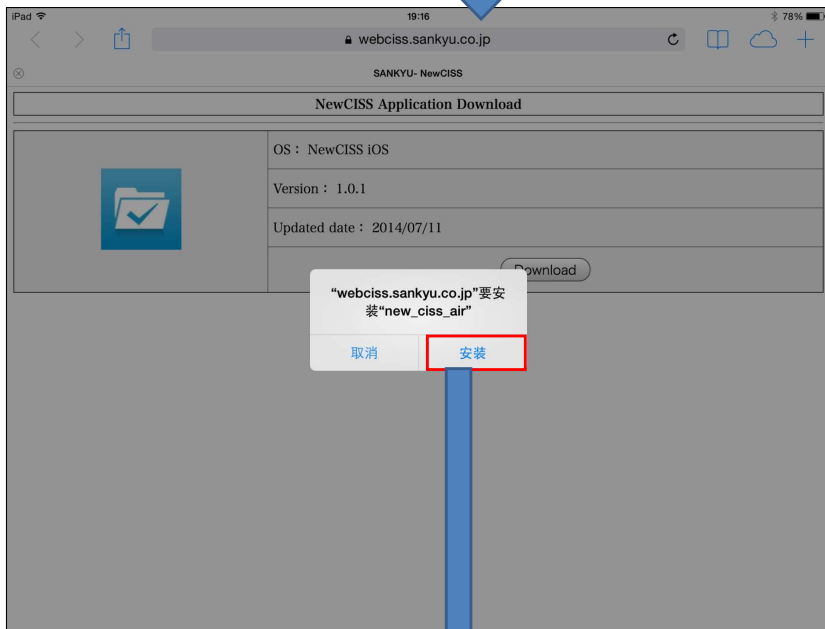 iPad 19:16 78%
webciss.sankyu.co.jp
SANKYU- NewCISS
NewCISS Application Download
OS： NewCISS iOS
Version： 1.0.1
Updated date： 2014/07/11
Download
“webciss.sankyu.co.jp”要安
装“new_ciss_air”
取消 安装